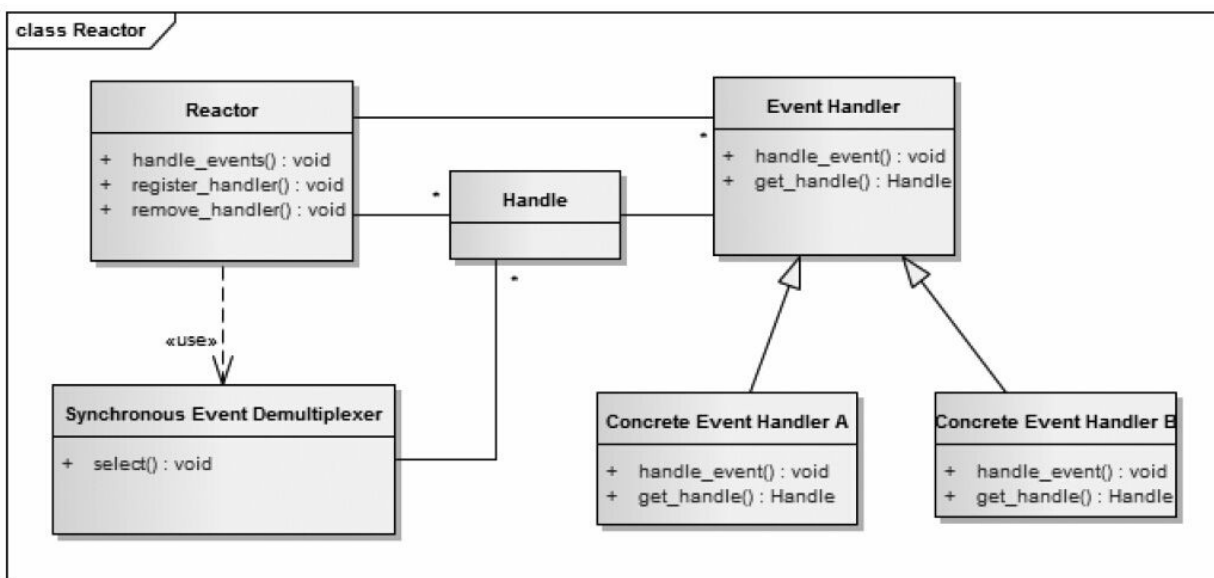 class Reactor
Reactor
+ handle_events() : void
+ register_handler() : void
+ remove_handler() : void
Event Handler
+ handle_event() : void
+ get_handle() : Handle
*
*
Handle
*
«use»
Synchronous Event Demultiplexer
+ select() : void
Concrete Event Handler A
+ handle_event() : void
+ get_handle() : Handle
Concrete Event Handler B
+ handle_event() : void
+ get_handle() : Handle